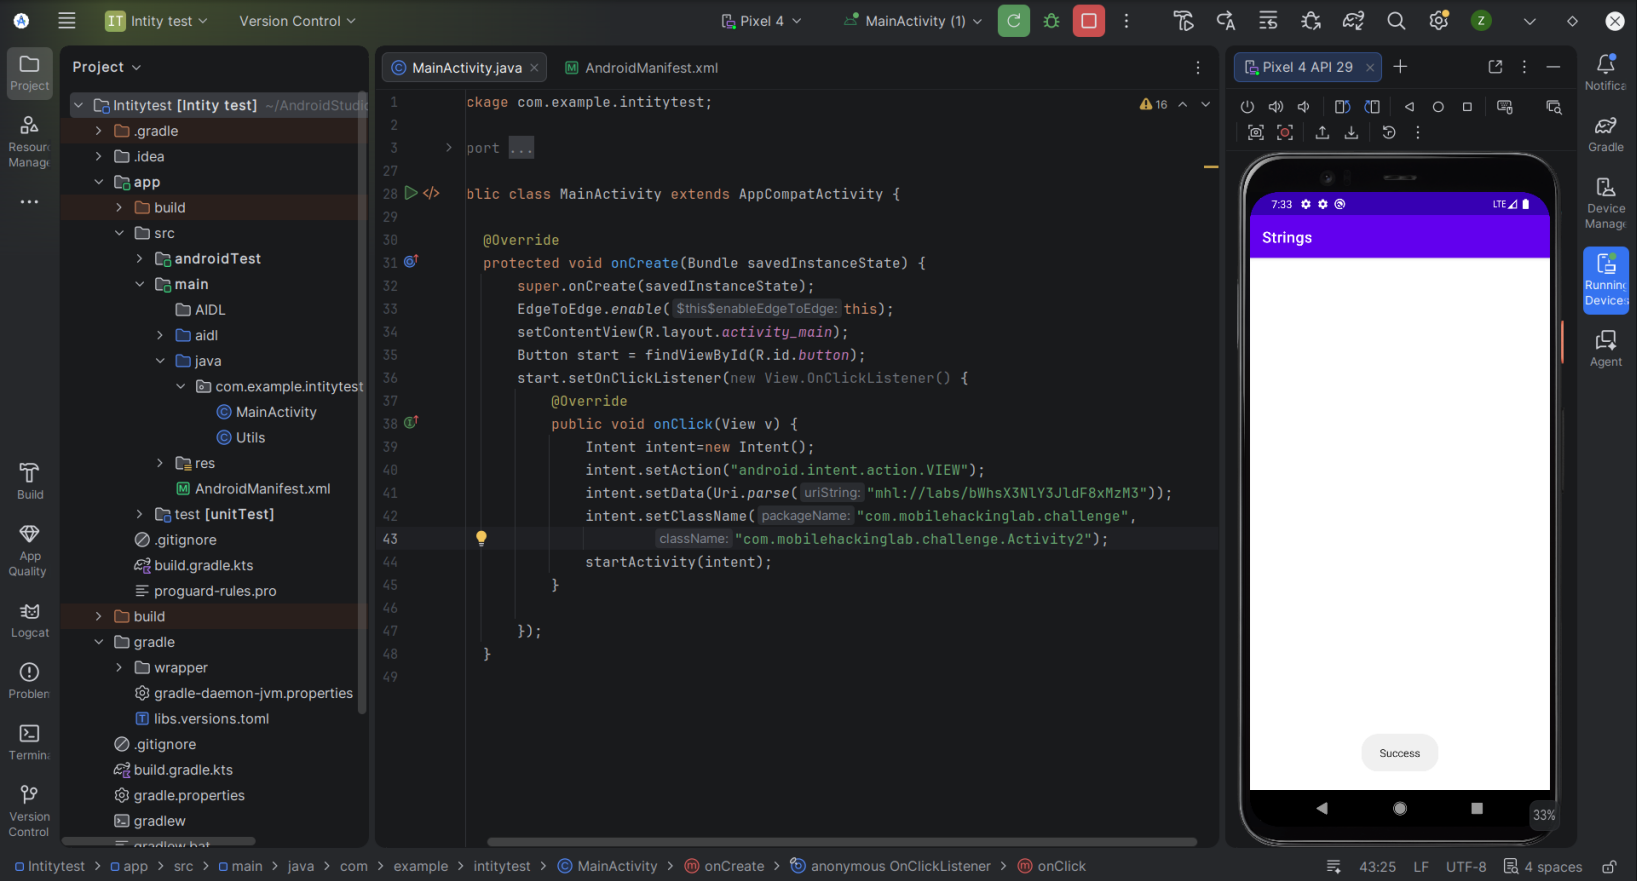 IT Intity test
Version Control
Pixel 4
MainActivity (1)
Z
Project
Resour
Manag
Build
App
Quality
Logcat
Problen
Termina
Version
Control
Project
Intitytest [Intity test] ~/AndroidStudio
.gradle
.idea
app
build
src
androidTest
main
AIDL
aidl
java
com.example.intitytest
MainActivity
Utils
res
AndroidManifest.xml
test [unitTest]
.gitignore
build.gradle.kts
proguard-rules.pro
build
gradle
wrapper
gradle-daemon-jvm.properties
libs.versions.toml
.gitignore
build.gradle.kts
gradle.properties
gradlew
gradlew.bat
MainActivity.java
AndroidManifest.xml
16
1 ckage com.example.intitytest;
2
3 port ...
27
28 blic class MainActivity extends AppCompatActivity {
29
30 @Override
31 protected void onCreate(Bundle savedInstanceState) {
32 super.onCreate(savedInstanceState);
33 EdgeToEdge.enable( $this$enableEdgeToEdge: this);
34 setContentView(R.layout.activity_main);
35 Button start = findViewById(R.id.button);
36 start.setOnClickListener(new View.OnClickListener() {
37 @Override
38 public void onClick(View v) {
39 Intent intent=new Intent();
40 intent.setAction("android.intent.action.VIEW");
41 intent.setData(Uri.parse( uriString: "mhl://labs/bWhsX3NlY3JldF8xMzM3"));
42 intent.setClassName( packageName: "com.mobilehackinglab.challenge",
43 className: "com.mobilehackinglab.challenge.Activity2");
44 startActivity(intent);
45 }
46
47 });
48 }
49
Pixel 4 API 29
7:33
LTE
Strings
Success
33%
Notifica
Gradle
Device
Manag
Running
Devices
Agent
Intitytest > app > src > main > java > com > example > intitytest > MainActivity > onCreate > anonymous OnClickListener > onClick
43:25 LF UTF-8 4 spaces